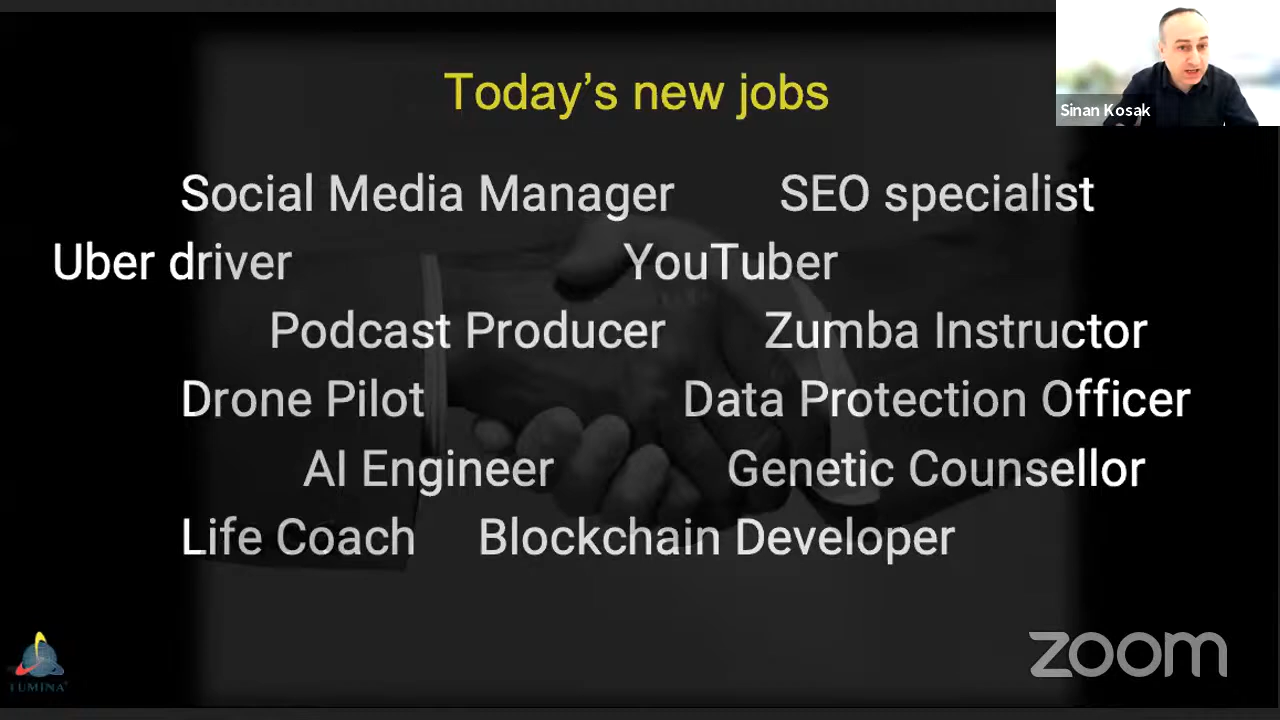 Today's new jobs
Sinan Kosak
Social Media Manager SEO specialist
Uber driver YouTuber
Podcast Producer Zumba Instructor
Drone Pilot Data Protection Officer
AI Engineer Genetic Counsellor
Life Coach Blockchain Developer
LUMINA
zoom